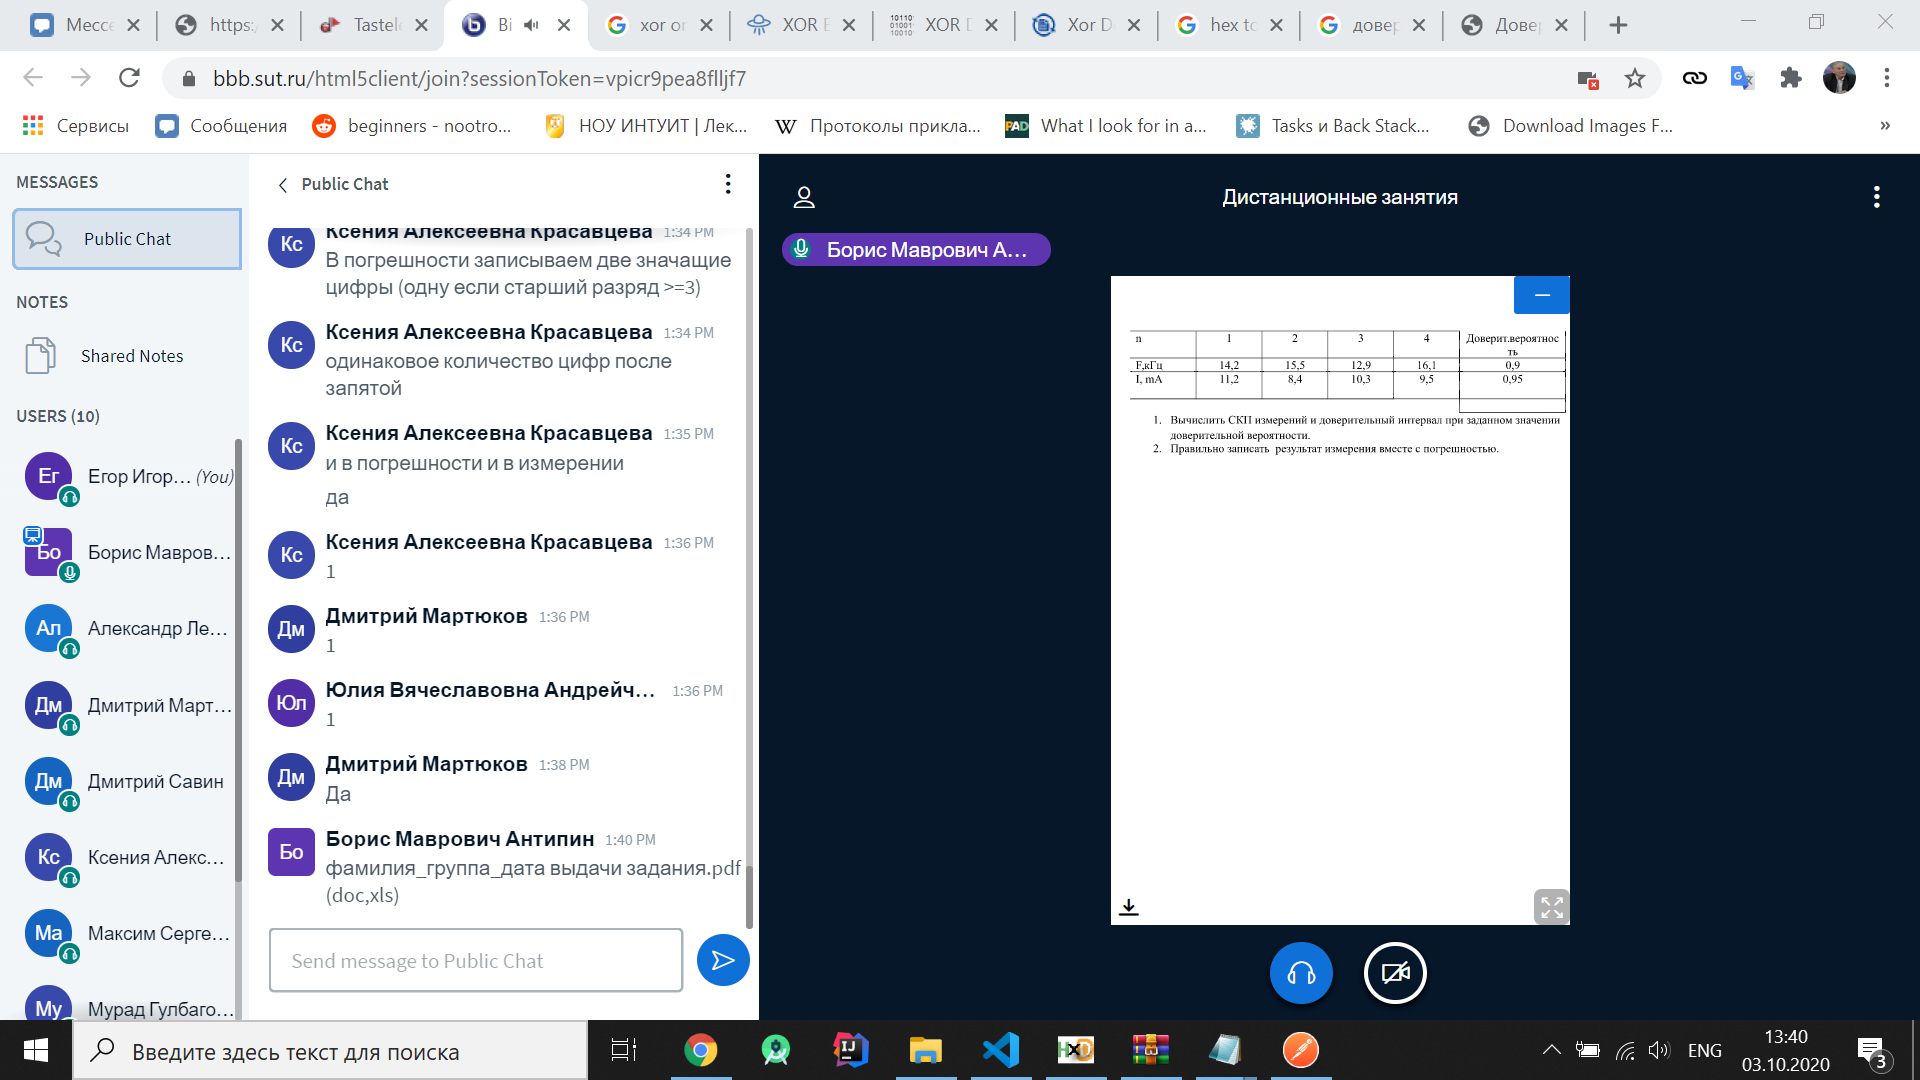 Мессе
https:/
Tastele
Bi
xor or
XOR E
XOR D
Xor D
hex to
довер
Довер
bbb.sut.ru/html5client/join?sessionToken=vpicr9pea8flljf7
Сервисы
Сообщения
beginners - nootro...
НОУ ИНТУИТ | Лек...
Протоколы прикла...
What I look for in a...
Tasks и Back Stack...
Download Images F...
»
MESSAGES
Public Chat
NOTES
Shared Notes
USERS (10)
Ег Егор Игор... (You)
Бо Борис Мавров...
Ал Александр Ле...
Дм Дмитрий Март...
Дм Дмитрий Савин
Кс Ксения Алекс...
Ма Максим Серге...
Му Мурад Гулбаго...
Public Chat
Кс Ксения Алексеевна Красавцева 1:34 PM
В погрешности записываем две значащие
цифры (одну если старший разряд >=3)
Кс Ксения Алексеевна Красавцева 1:34 PM
одинаковое количество цифр после
запятой
Кс Ксения Алексеевна Красавцева 1:35 PM
и в погрешности и в измерении
да
Кс Ксения Алексеевна Красавцева 1:36 PM
1
Дм Дмитрий Мартюков 1:36 PM
1
Юл Юлия Вячеславовна Андрейч... 1:36 PM
1
Дм Дмитрий Мартюков 1:38 PM
Да
Бо Борис Маврович Антипин 1:40 PM
фамилия_группа_дата выдачи задания.pdf
(doc,xls)
Send message to Public Chat
Дистанционные занятия
Борис Маврович А...
n 1 2 3 4 Доверит.вероятнос
ть
F,кГц 14,2 15,5 12,9 16,1 0,9
I, mA 11,2 8,4 10,3 9,5 0,95
1. Вычислить СКП измерений и доверительный интервал при заданном значении
доверительной вероятности.
2. Правильно записать результат измерения вместе с погрешностью.
Введите здесь текст для поиска
ENG
13:40
03.10.2020
3